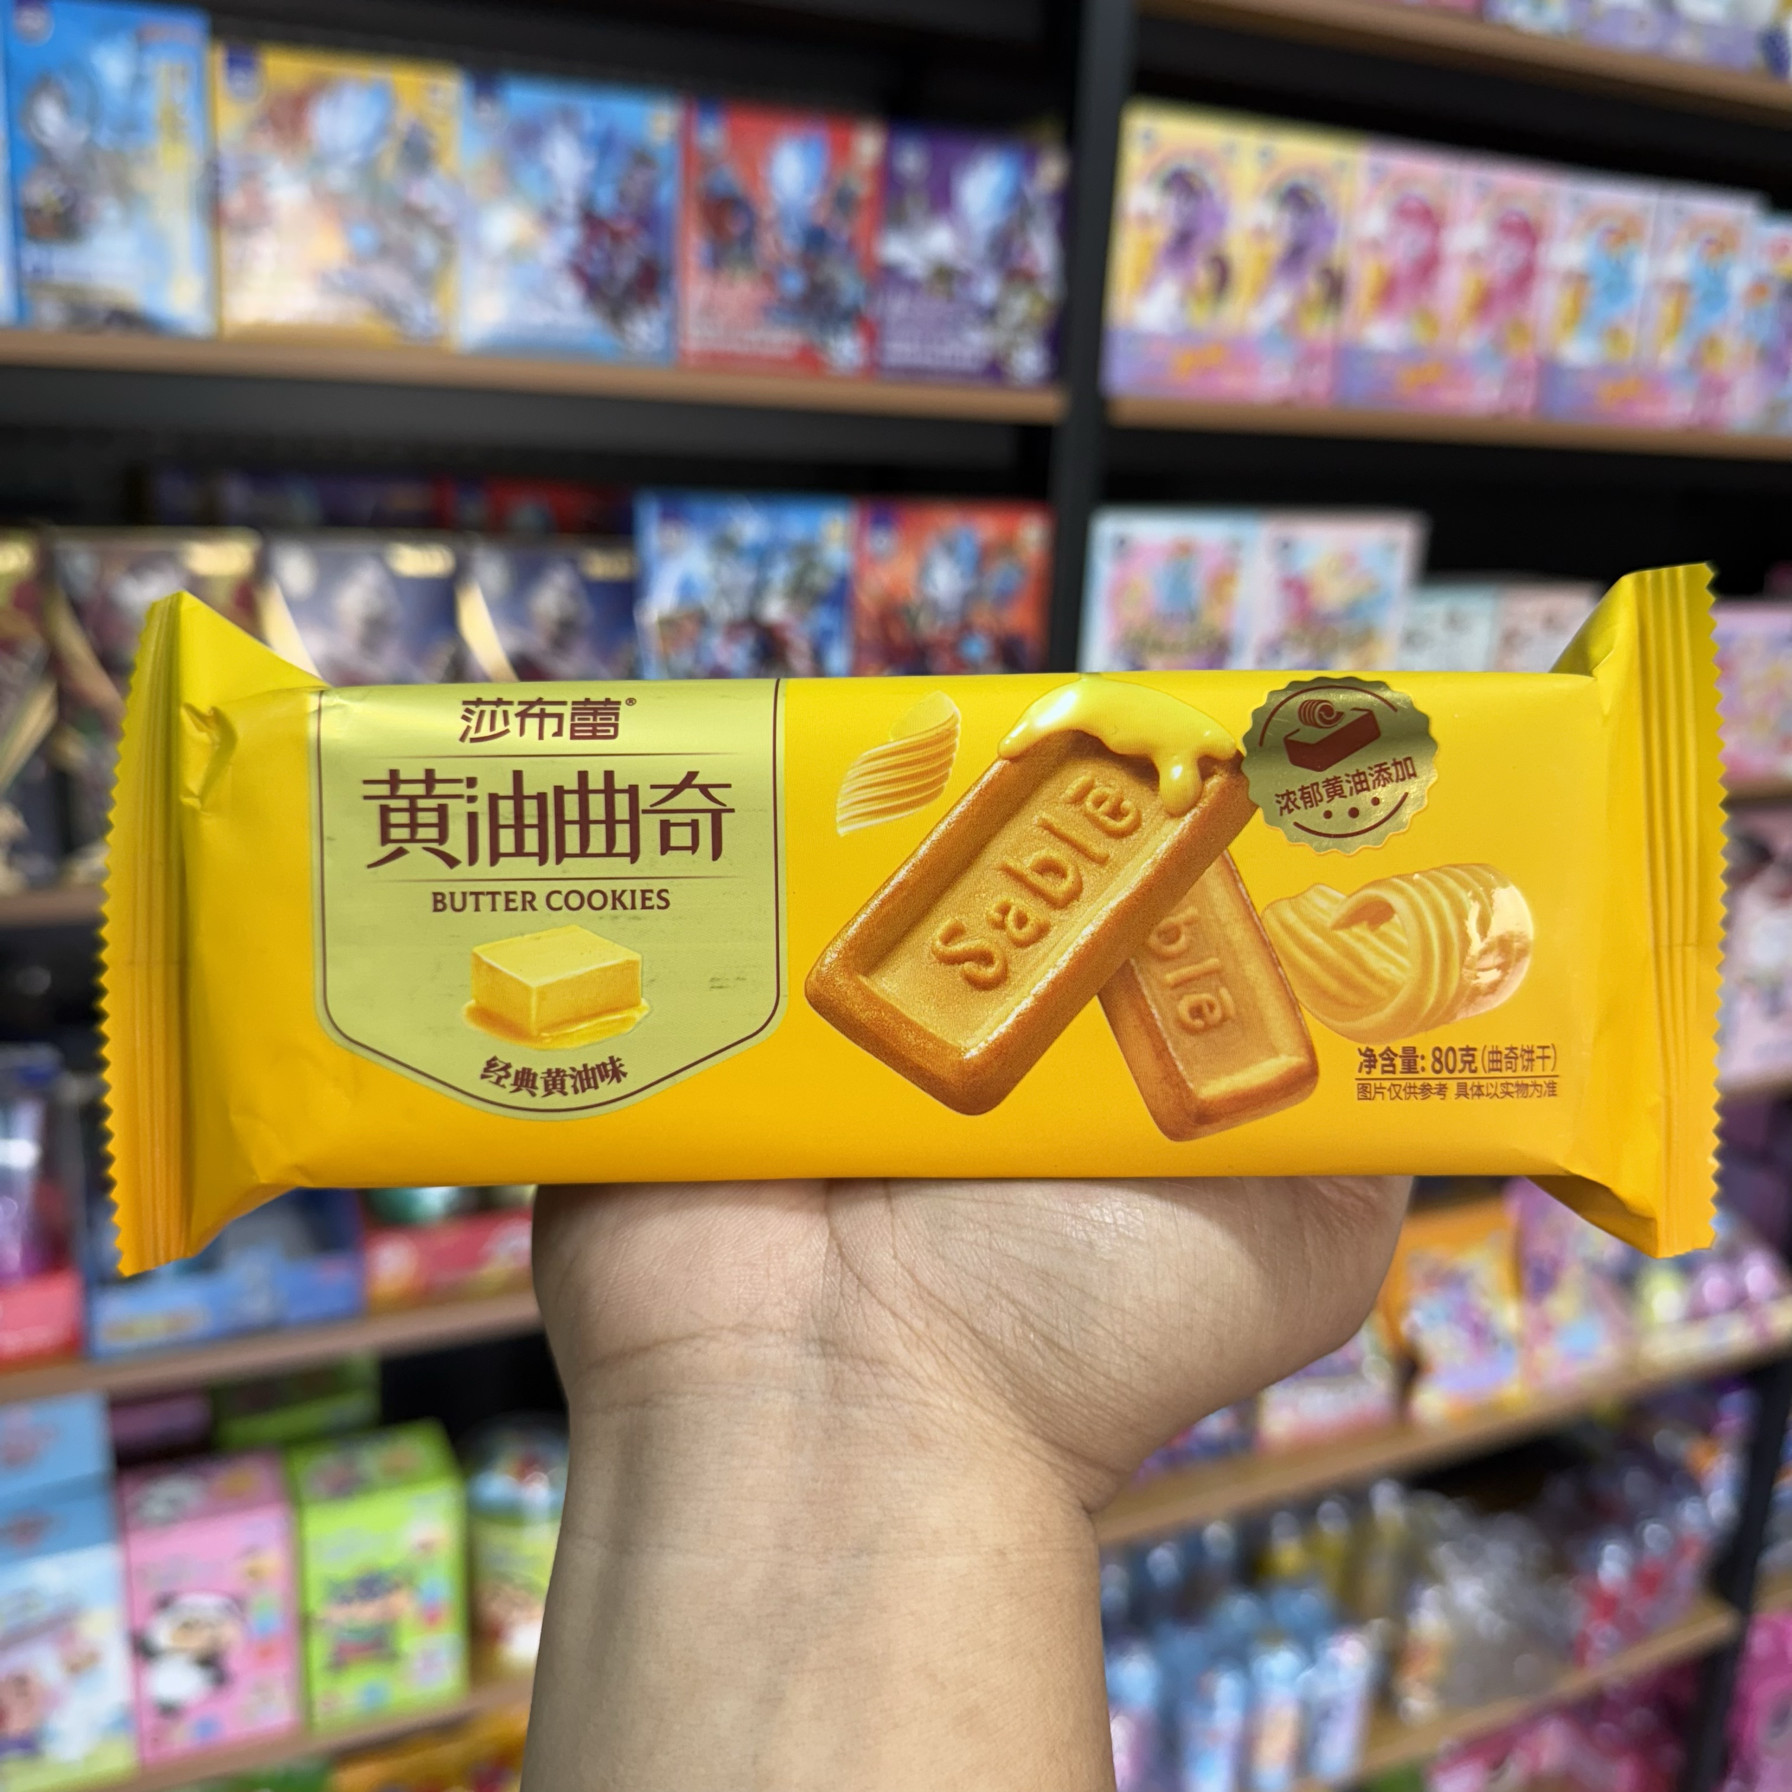 莎布蕾®
黄油曲奇
BUTTER COOKIES
经典黄油味
Sablē
blē
浓郁黄油添加
净含量: 80克(曲奇饼干)
图片仅供参考 具体以实物为准